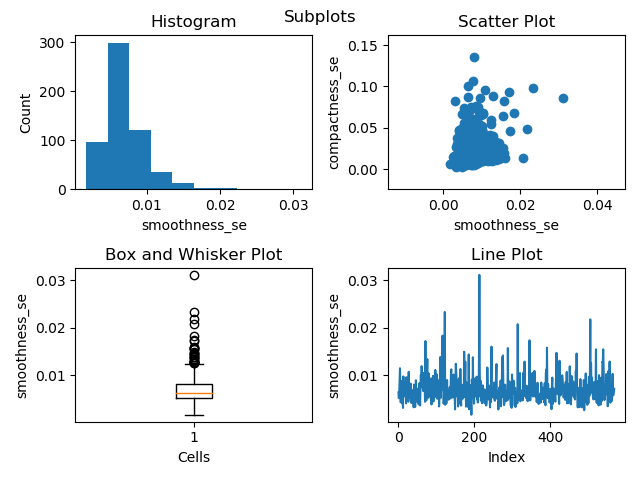 Subplots
Histogram
300
200
100
0
Count
0.01 0.02 0.03
smoothness_se
Scatter Plot
0.15
0.10
0.05
0.00
compactness_se
0.00 0.02 0.04
smoothness_se
Box and Whisker Plot
0.03
0.02
0.01
smoothness_se
1
Cells
Line Plot
0.03
0.02
0.01
smoothness_se
0 200 400
Index